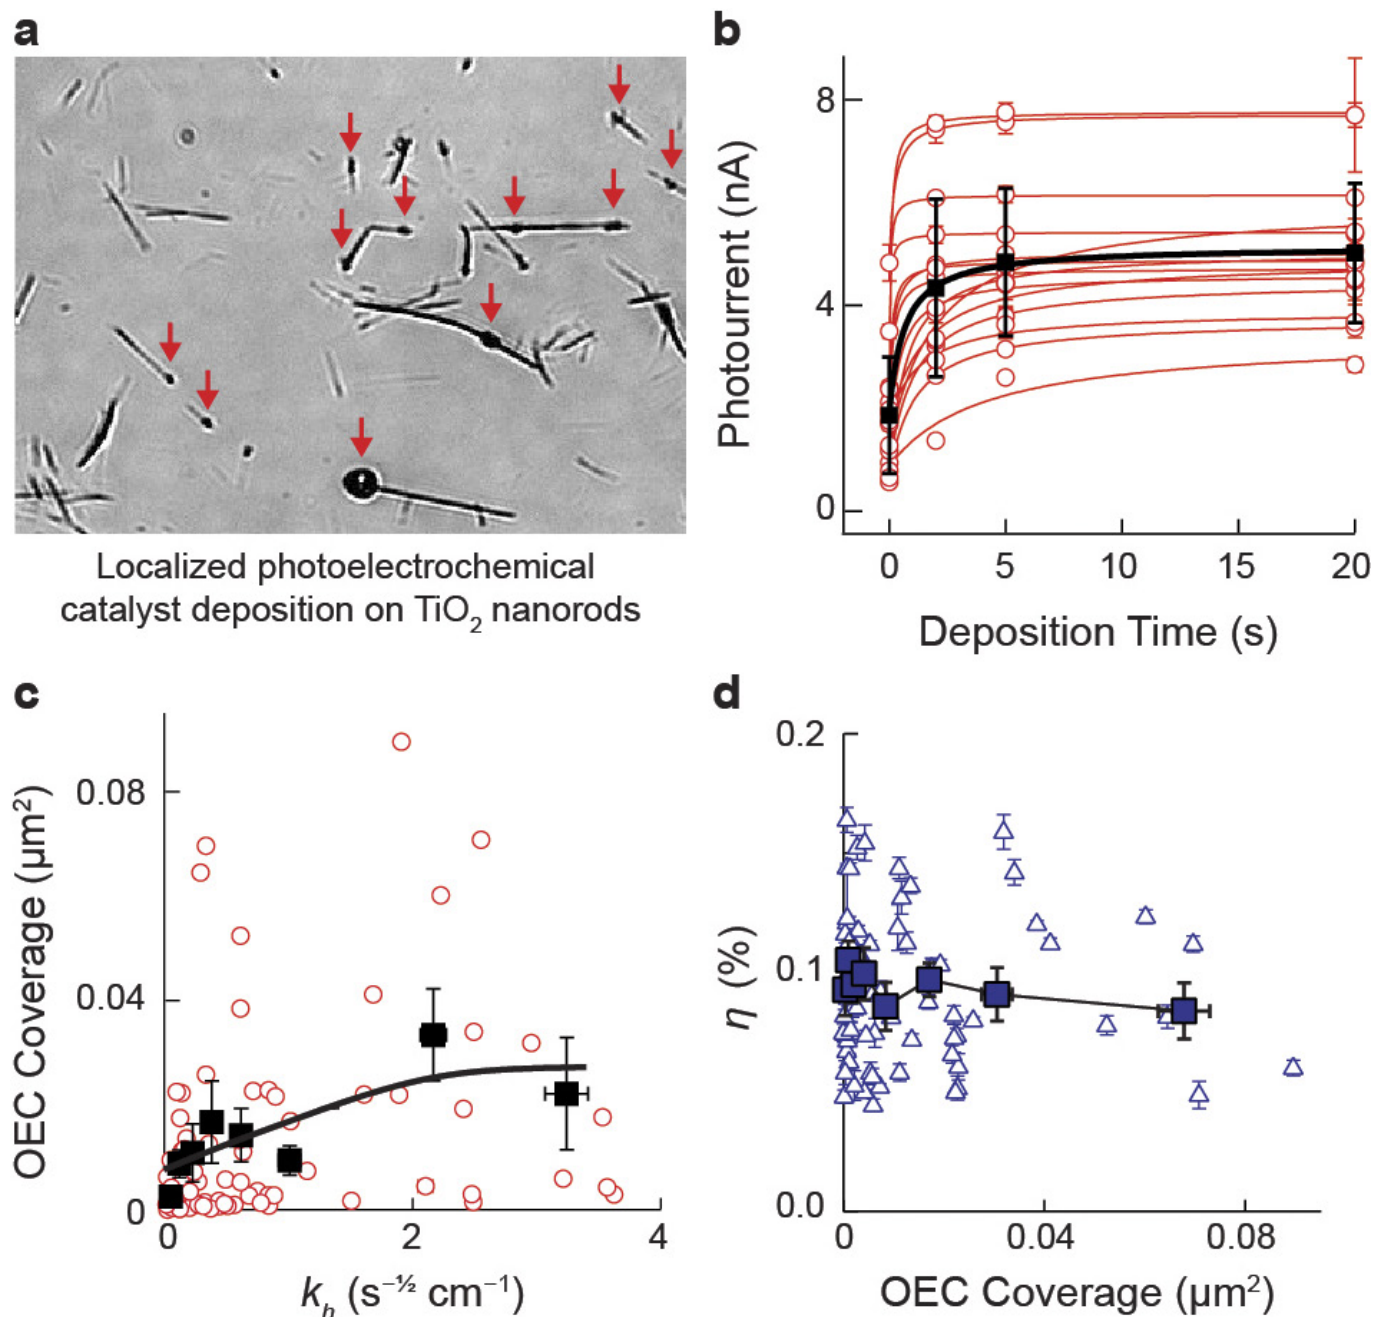 a
Localized photoelectrochemical
catalyst deposition on TiO₂ nanorods
b
Photourrent (nA)
8
4
0
0 5 10 15 20
Deposition Time (s)
c
OEC Coverage (μm²)
0.08
0.04
0
0 2 4
kₕ (s⁻½ cm⁻¹)
d
η (%)
0.2
0.1
0.0
0 0.04 0.08
OEC Coverage (μm²)